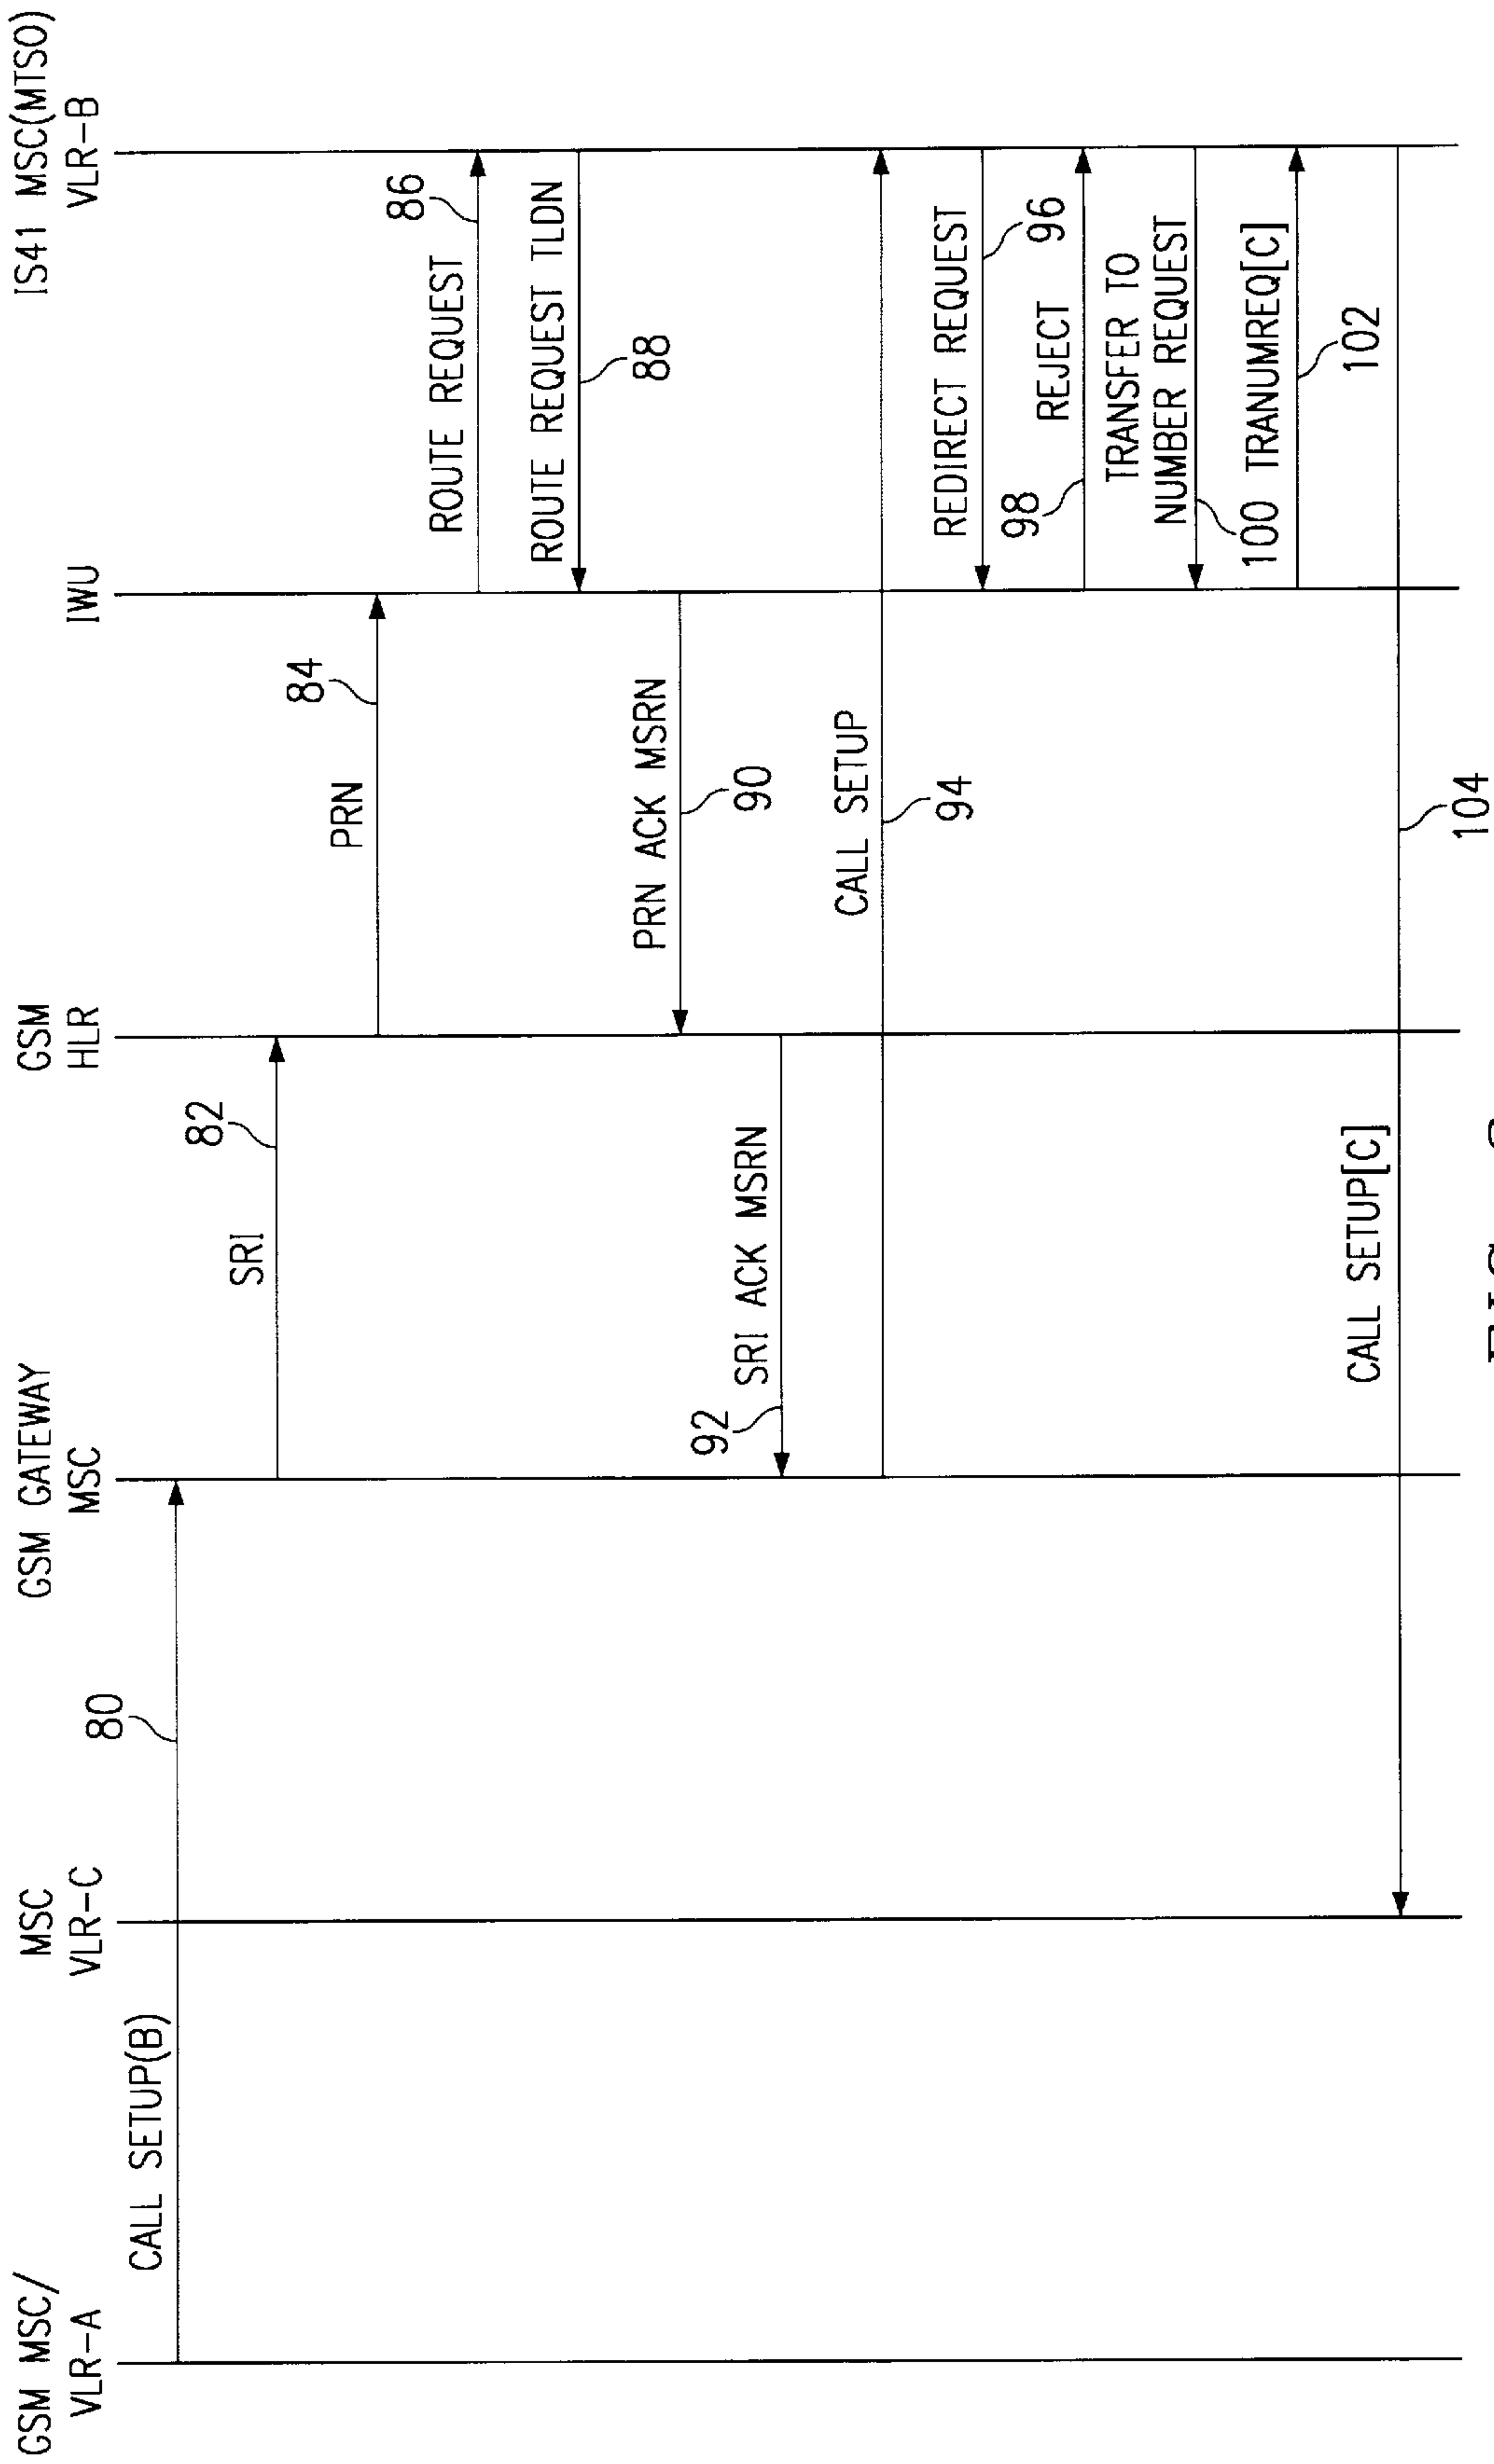 GSM MSC/
VLR-A
MSC
VLR-C
GSM GATEWAY
MSC
GSM
HLR
IWU
IS41 MSC(MTSO)
VLR-B
CALL SETUP(B)
80
SRI
82
PRN
84
ROUTE REQUEST
86
ROUTE REQUEST TLDN
88
PRN ACK MSRN
90
92
SRI ACK MSRN
CALL SETUP
94
REDIRECT REQUEST
96
98
REJECT
TRANSFER TO
NUMBER REQUEST
100
TRANUMREQ[C]
102
CALL SETUP[C]
104